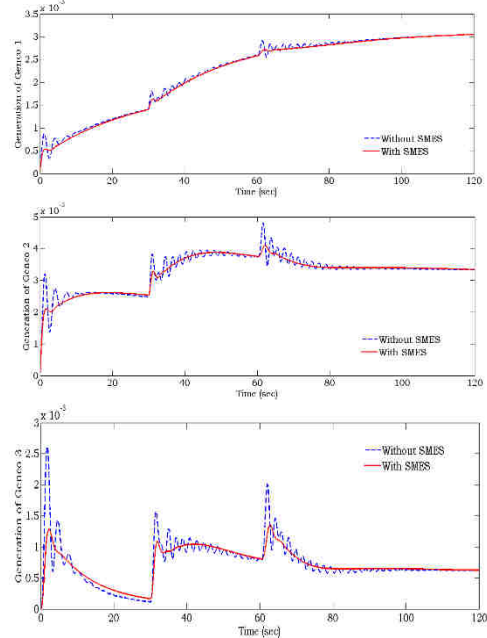 x 10⁻³
3.5
3
2.5
2
1.5
1
0.5
0
Generation of Genco 1
Without SMES
With SMES
0 20 40 60 80 100 120
Time (sec)
x 10⁻³
5
4
3
2
1
0
Generation of Genco 2
Without SMES
With SMES
0 20 40 60 80 100 120
Time (sec)
x 10⁻³
3
2.5
2
1.5
1
0.5
0
Generation of Genco 3
Without SMES
With SMES
0 20 40 60 80 100 120
Time (sec)